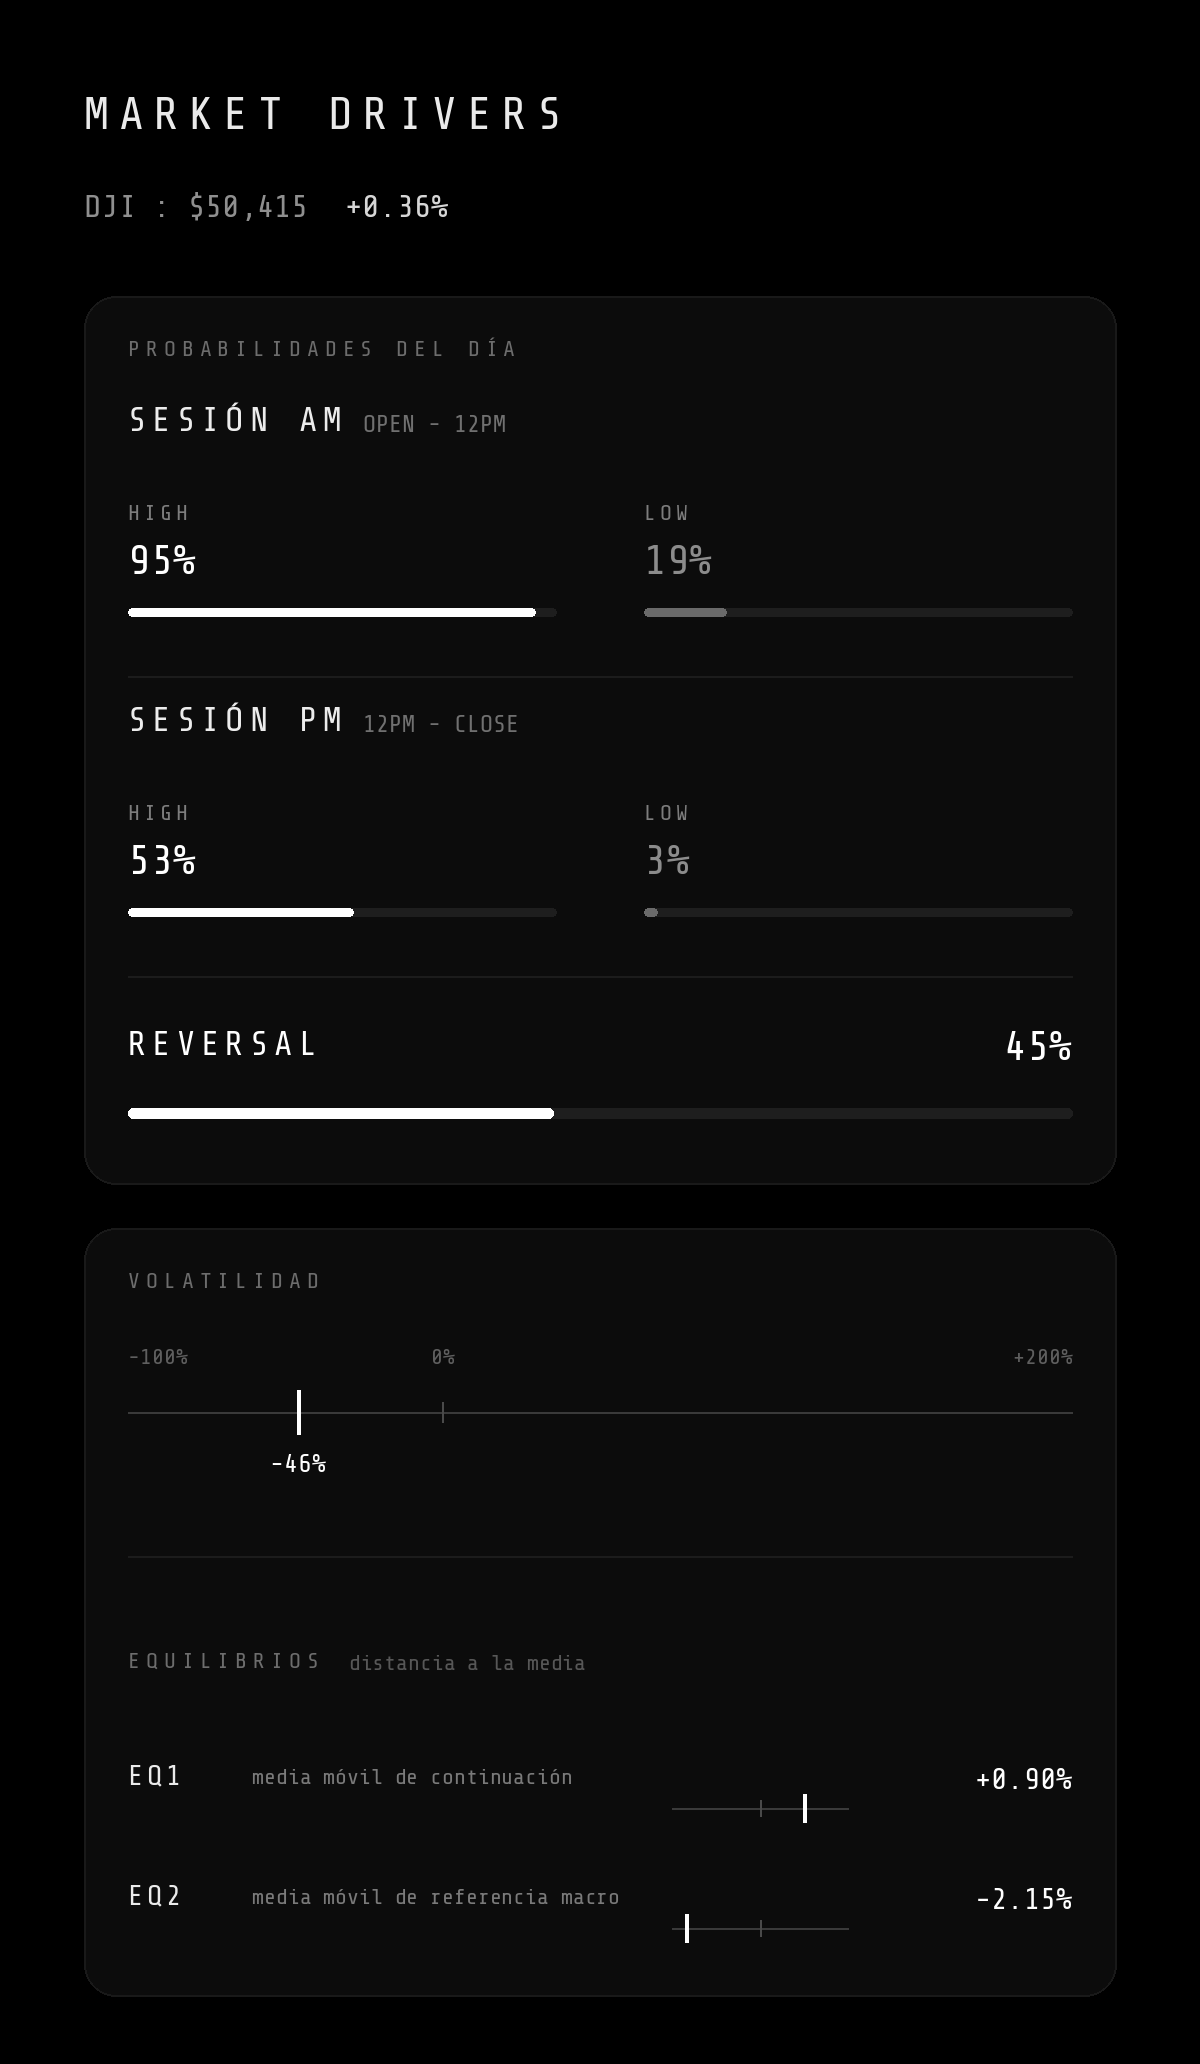 MARKET DRIVERS
DJI : $50,415 +0.36%
PROBABILIDADES DEL DÍA
SESIÓN AM OPEN – 12PM
HIGH LOW
95% 19%
SESIÓN PM 12PM – CLOSE
HIGH LOW
53% 3%
REVERSAL 45%
VOLATILIDAD
-100% 0% +200%
-46%
EQUILIBRIOS distancia a la media
EQ1 media móvil de continuación +0.90%
EQ2 media móvil de referencia macro -2.15%